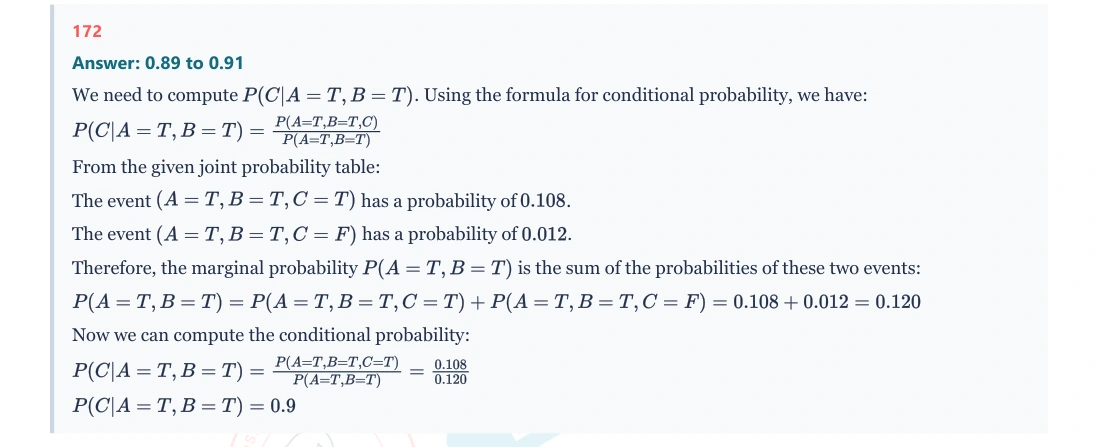 172
Answer: 0.89 to 0.91
We need to compute P(C|A = T, B = T). Using the formula for conditional probability, we have:
P(C|A = T, B = T) = P(A=T,B=T,C) / P(A=T,B=T)
From the given joint probability table:
The event (A = T, B = T, C = T) has a probability of 0.108.
The event (A = T, B = T, C = F) has a probability of 0.012.
Therefore, the marginal probability P(A = T, B = T) is the sum of the probabilities of these two events:
P(A = T, B = T) = P(A = T, B = T, C = T) + P(A = T, B = T, C = F) = 0.108 + 0.012 = 0.120
Now we can compute the conditional probability:
P(C|A = T, B = T) = P(A=T,B=T,C=T) / P(A=T,B=T) = 0.108 / 0.120
P(C|A = T, B = T) = 0.9